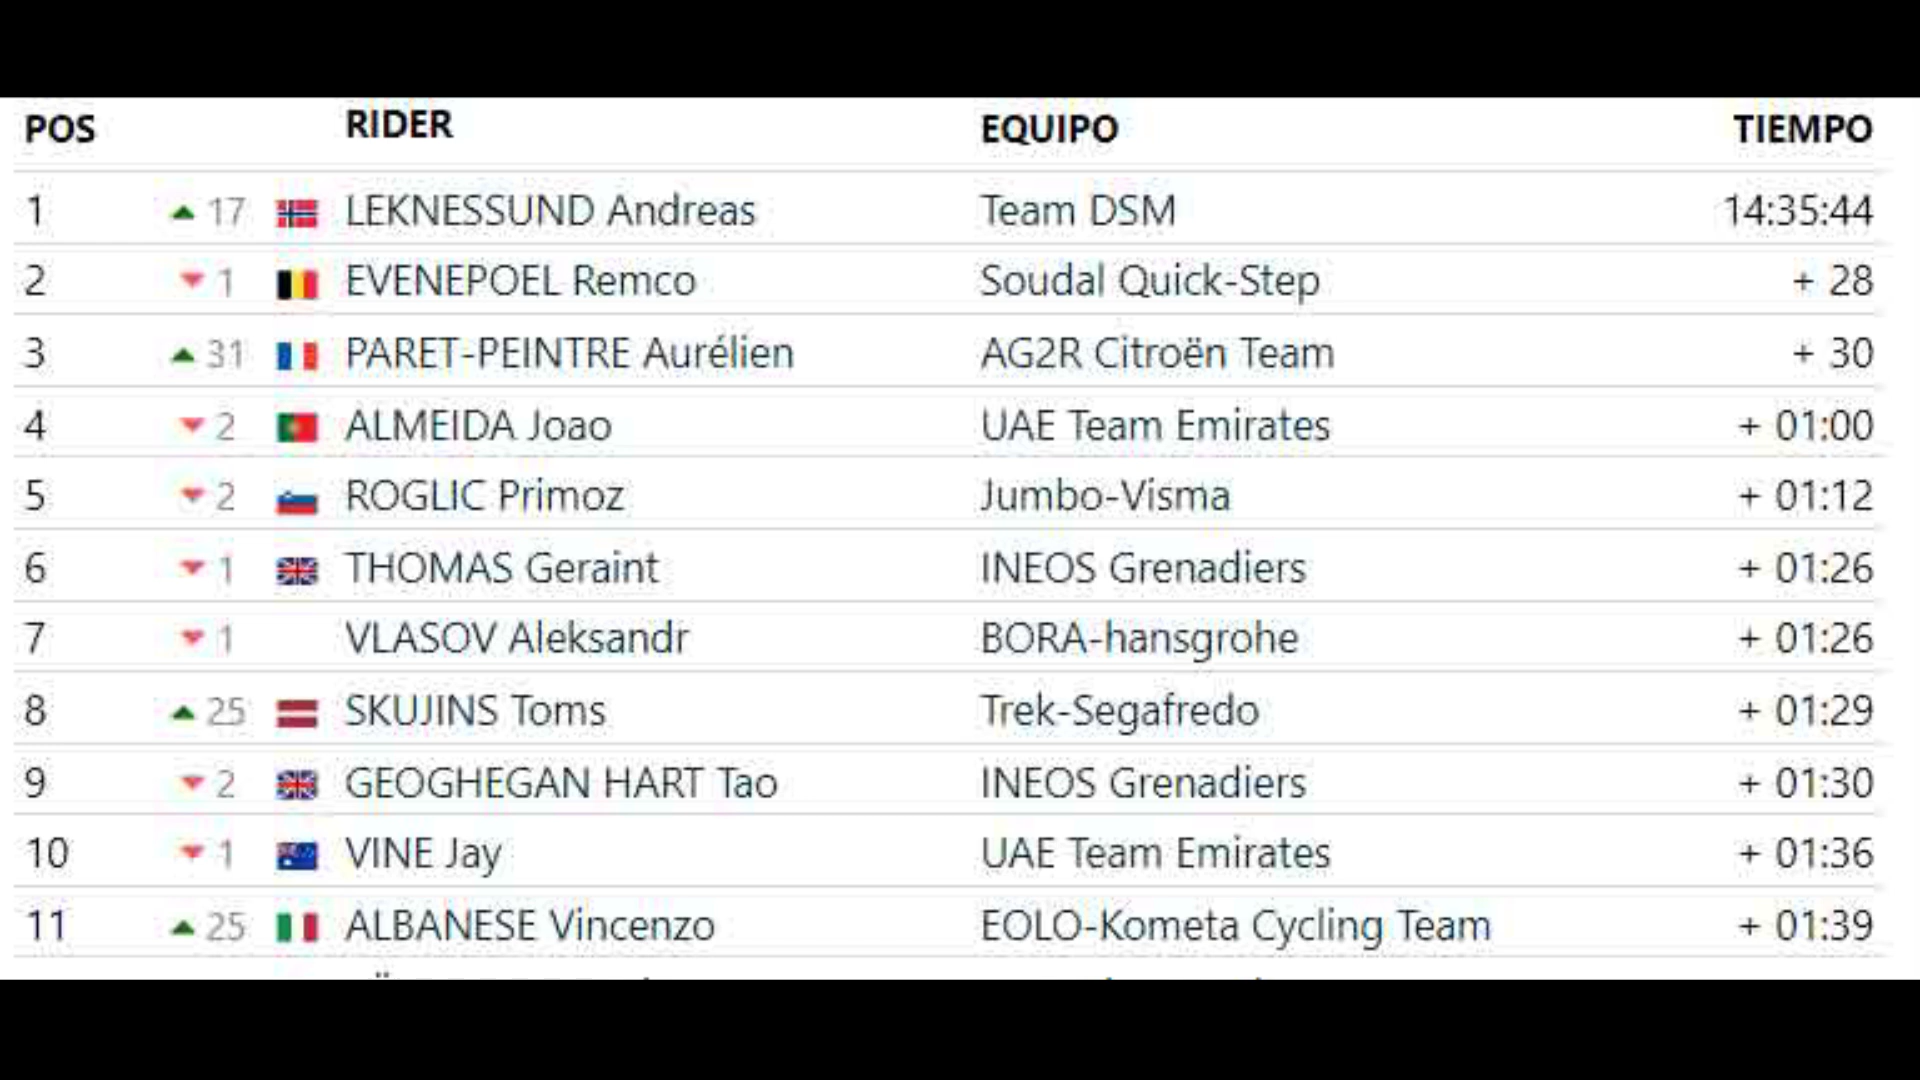 POS RIDER EQUIPO TIEMPO
1 17 LEKNESSUND Andreas Team DSM 14:35:44
2 1 EVENEPOEL Remco Soudal Quick-Step + 28
3 31 PARET-PEINTRE Aurélien AG2R Citroën Team + 30
4 2 ALMEIDA Joao UAE Team Emirates + 01:00
5 2 ROGLIC Primoz Jumbo-Visma + 01:12
6 1 THOMAS Geraint INEOS Grenadiers + 01:26
7 1 VLASOV Aleksandr BORA-hansgrohe + 01:26
8 25 SKUJINS Toms Trek-Segafredo + 01:29
9 2 GEOGHEGAN HART Tao INEOS Grenadiers + 01:30
10 1 VINE Jay UAE Team Emirates + 01:36
11 25 ALBANESE Vincenzo EOLO-Kometa Cycling Team + 01:39